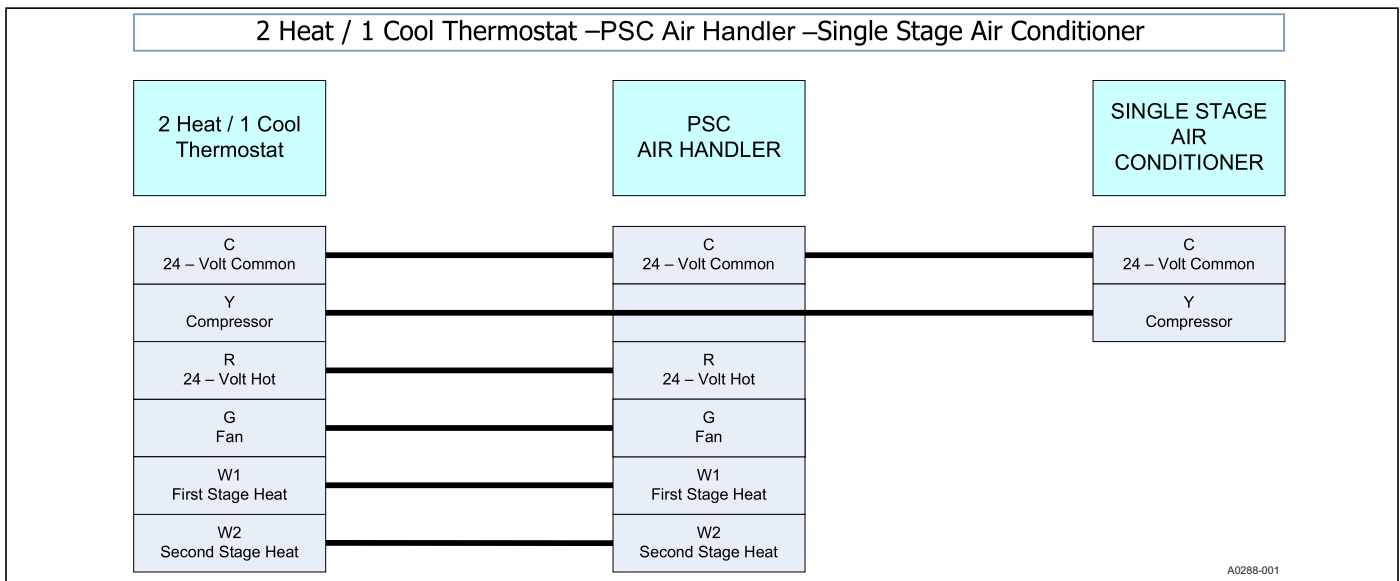 2 Heat / 1 Cool Thermostat –PSC Air Handler –Single Stage Air Conditioner
2 Heat / 1 Cool
Thermostat
PSC
AIR HANDLER
SINGLE STAGE
AIR
CONDITIONER
C
24 – Volt Common
C
24 – Volt Common
C
24 – Volt Common
Y
Compressor
Y
Compressor
R
24 – Volt Hot
R
24 – Volt Hot
G
Fan
G
Fan
W1
First Stage Heat
W1
First Stage Heat
W2
Second Stage Heat
W2
Second Stage Heat
A0288-001